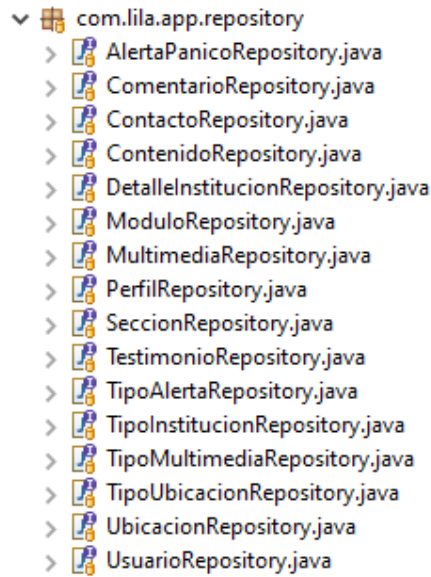 com.lila.app.repository
AlertaPanicoRepository.java
ComentarioRepository.java
ContactoRepository.java
ContenidoRepository.java
DetalleInstitucionRepository.java
ModuloRepository.java
MultimediaRepository.java
PerfilRepository.java
SeccionRepository.java
TestimonioRepository.java
TipoAlertaRepository.java
TipoInstitucionRepository.java
TipoMultimediaRepository.java
TipoUbicacionRepository.java
UbicacionRepository.java
UsuarioRepository.java